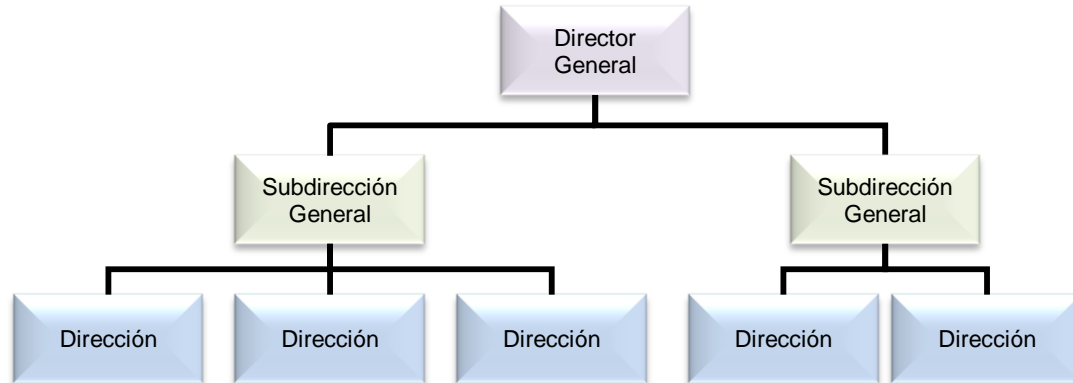 Director
General
Subdirección
General
Subdirección
General
Dirección
Dirección
Dirección
Dirección
Dirección